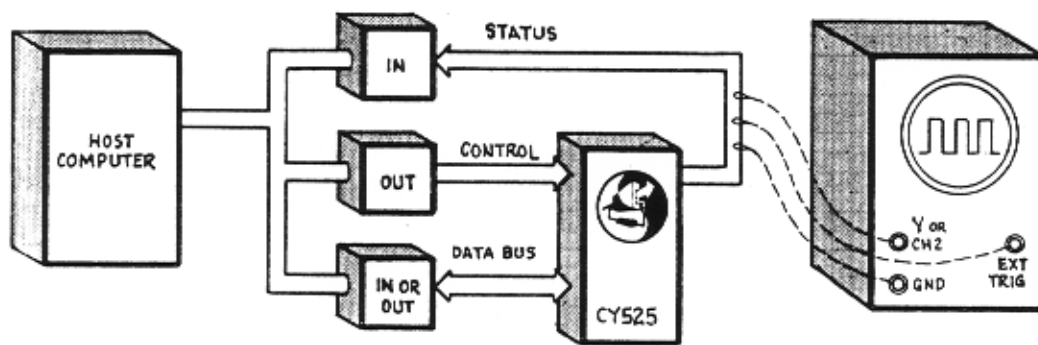 HOST
COMPUTER
IN
STATUS
OUT
CONTROL
IN OR
OUT
DATA BUS
CY525
Y OR
CH2
GND
EXT
TRIG